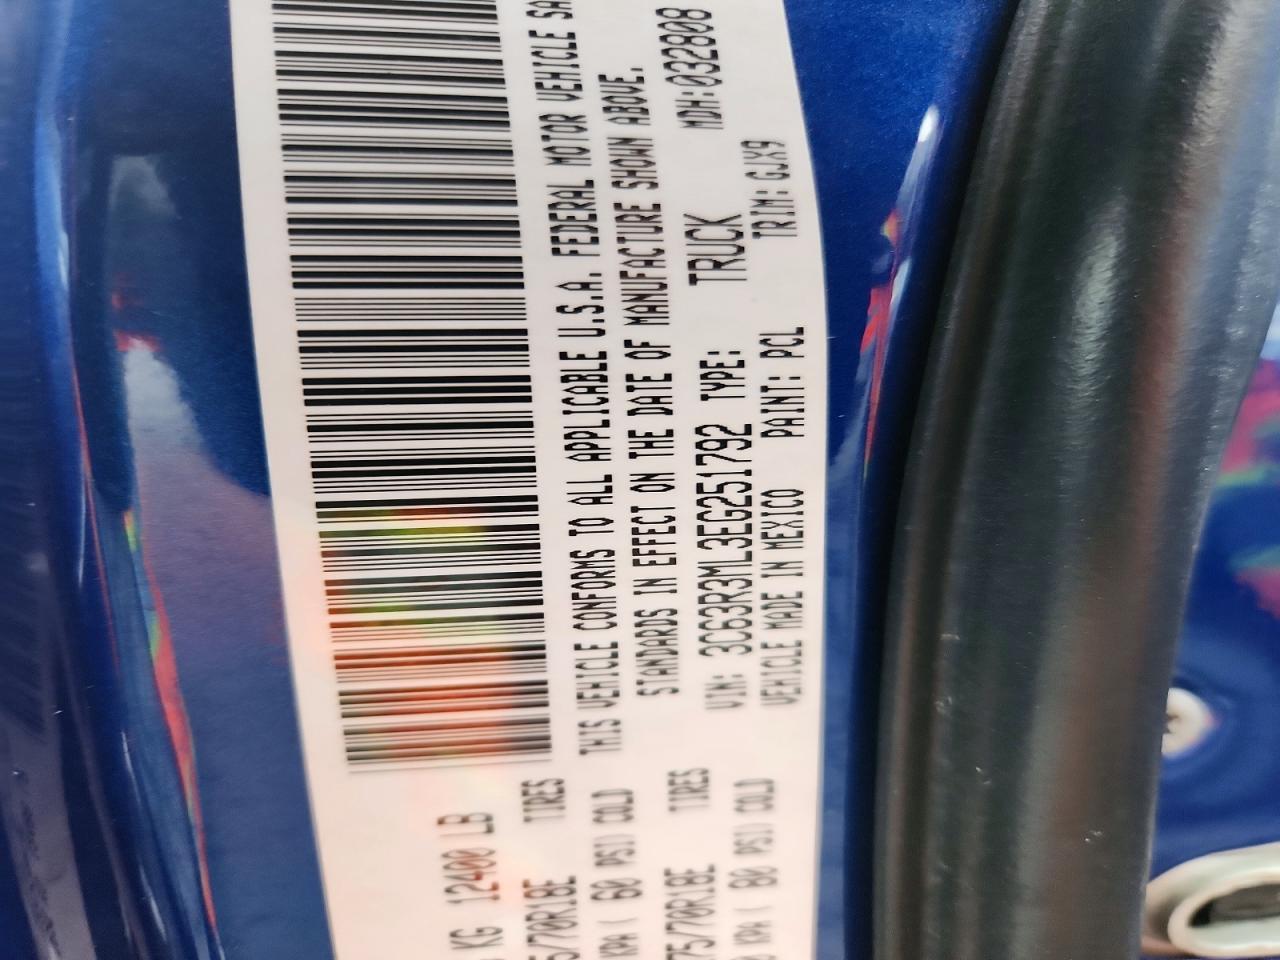 KG 12400 LB
TIRES
5/70R18E
KPA ( 80 PSI) COLD
TIRES
75/70R18E
KPA ( 80 PSI) COLD
THIS VEHICLE CONFORMS TO ALL APPLICABLE U.S.A. FEDERAL MOTOR VEHICLE SA
STANDARDS IN EFFECT ON THE DATE OF MANUFACTURE SHOWN ABOVE.
MDH: 032808
VIN: 3C63R3ML3EG251792 TYPE: TRUCK
VEHICLE MADE IN MEXICO PAINT: PCL TRIM: GJX9